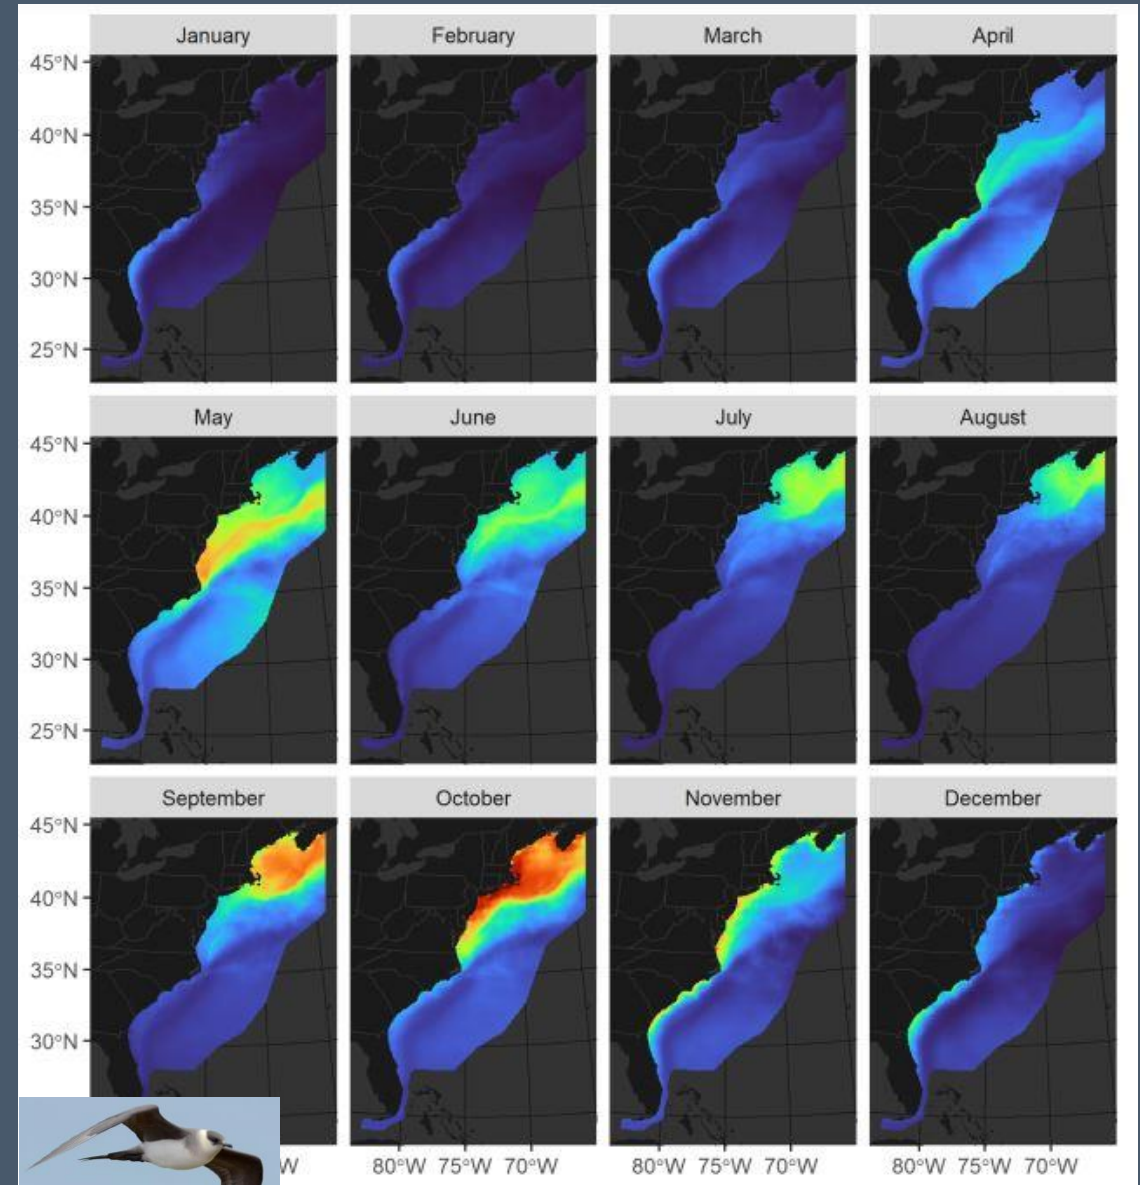 January February March April
45°N
40°N
35°N
30°N
25°N
May June July August
45°N
40°N
35°N
30°N
25°N
September October November December
45°N
40°N
35°N
30°N
W 80°W 75°W 70°W 80°W 75°W 70°W 80°W 75°W 70°W